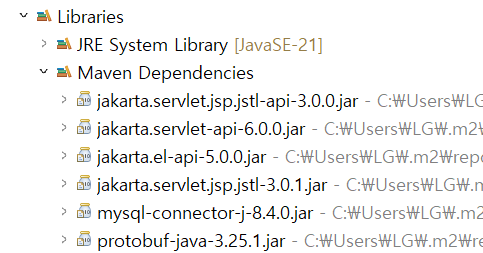 Libraries
JRE System Library [JavaSE-21]
Maven Dependencies
jakarta.servlet.jsp.jstl-api-3.0.0.jar - C:₩Users₩LG
jakarta.servlet-api-6.0.0.jar - C:₩Users₩LG.m
jakarta.el-api-5.0.0.jar - C:₩Users₩LG.m2₩repo
jakarta.servlet.jsp.jstl-3.0.1.jar - C:₩Users₩LG.m
mysql-connector-j-8.4.0.jar - C:₩Users₩LG.m2
protobuf-java-3.25.1.jar - C:₩Users₩LG.m2₩re